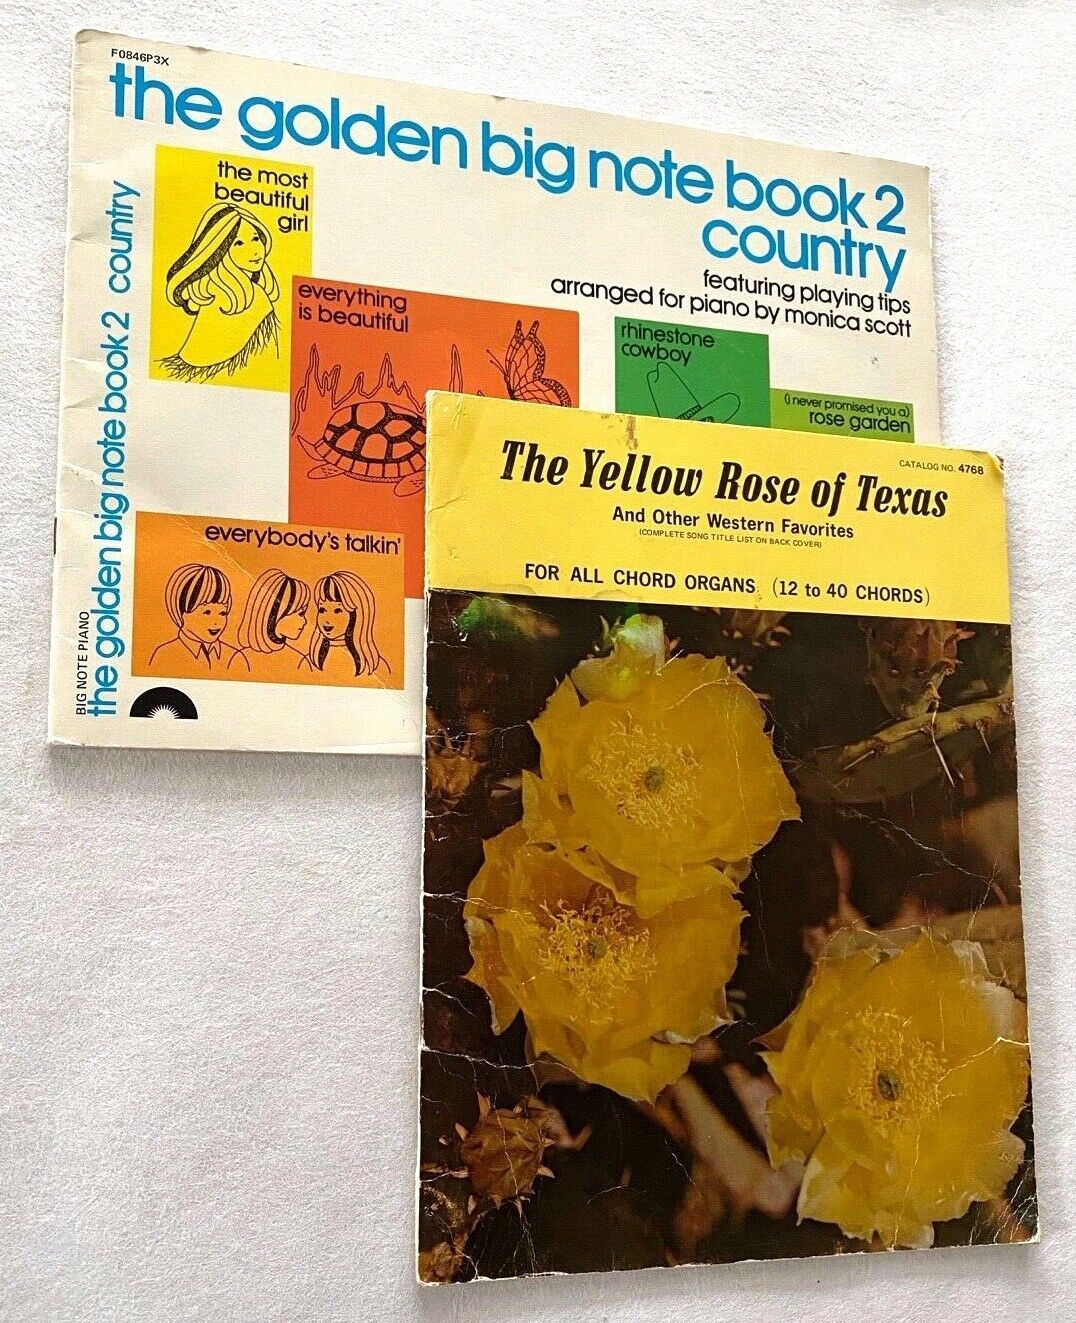 F0846P3X
the golden big note book 2
country
featuring playing tips
arranged for piano by monica scott
the most
beautiful
girl
everything
is beautiful
rhinestone
cowboy
(i never promised you a)
rose garden
everybody's talkin'
BIG NOTE PIANO
the golden big note book 2 country
CATALOG NO. 4768
The Yellow Rose of Texas
And Other Western Favorites
(COMPLETE SONG TITLE LIST ON BACK COVER)
FOR ALL CHORD ORGANS (12 to 40 CHORDS)